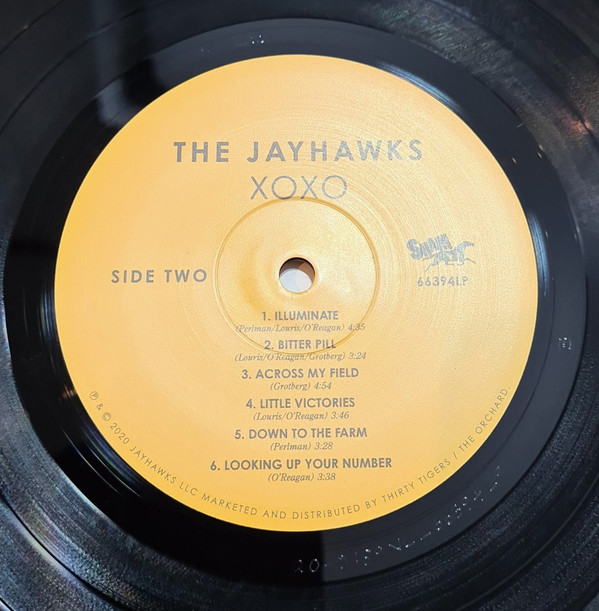 THE JAYHAWKS
XOXO
SIDE TWO
66394LP
1. ILLUMINATE
(Perlman/Louris/O'Reagan) 4:35
2. BITTER PILL
(Louris/O'Reagan/Grotberg) 3:24
3. ACROSS MY FIELD
(Grotberg) 4:54
4. LITTLE VICTORIES
(Louris/O'Reagan) 3:46
5. DOWN TO THE FARM
(Perlman) 3:28
6. LOOKING UP YOUR NUMBER
(O'Reagan) 3:38
℗ & © 2020 JAYHAWKS LLC MARKETED AND DISTRIBUTED BY THIRTY TIGERS / THE ORCHARD.